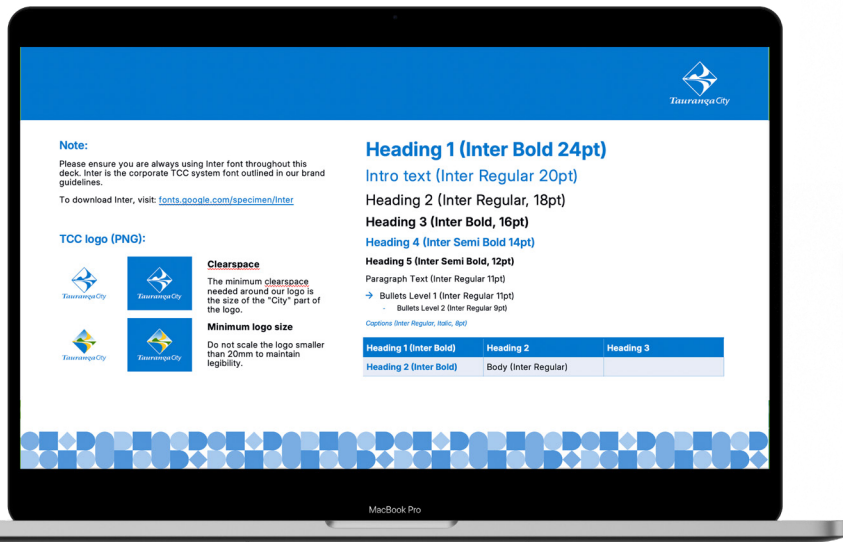 Tauranga City
Note:
Please ensure you are always using Inter font throughout this
deck. Inter is the corporate TCC system font outlined in our brand
guidelines.
To download Inter, visit: fonts.google.com/specimen/Inter
TCC logo (PNG):
Tauranga City
Tauranga City
Clearspace
The minimum clearspace
needed around our logo is
the size of the "City" part of
the logo.
Tauranga City
Tauranga City
Minimum logo size
Do not scale the logo smaller
than 20mm to maintain
legibility.
Heading 1 (Inter Bold 24pt)
Intro text (Inter Regular 20pt)
Heading 2 (Inter Regular, 18pt)
Heading 3 (Inter Bold, 16pt)
Heading 4 (Inter Semi Bold 14pt)
Heading 5 (Inter Semi Bold, 12pt)
Paragraph Text (Inter Regular 11pt)
→ Bullets Level 1 (Inter Regular 11pt)
- Bullets Level 2 (Inter Regular 9pt)
Captions (Inter Regular, Italic, 8pt)
Heading 1 (Inter Bold) Heading 2 Heading 3
Heading 2 (Inter Bold) Body (Inter Regular)
MacBook Pro